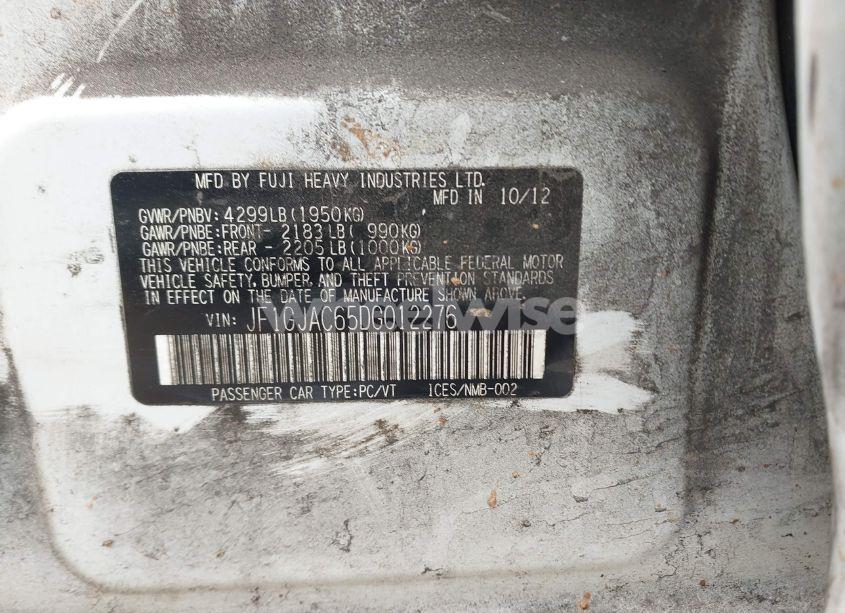 MFD BY FUJI HEAVY INDUSTRIES LTD.
MFD IN 10/12
GVWR/PNBV: 4299LB(1950KG)
GAWR/PNBE:FRONT- 2183LB( 990KG)
GAWR/PNBE:REAR - 2205LB(1000KG)
THIS VEHICLE CONFORMS TO ALL APPLICABLE FEDERAL MOTOR
VEHICLE SAFETY, BUMPER, AND THEFT PREVENTION STANDARDS
IN EFFECT ON THE DATE OF MANUFACTURE SHOWN ABOVE.
VIN: JF1GJAC65DG012276
PASSENGER CAR TYPE:PC/VT ICES/NMB-002